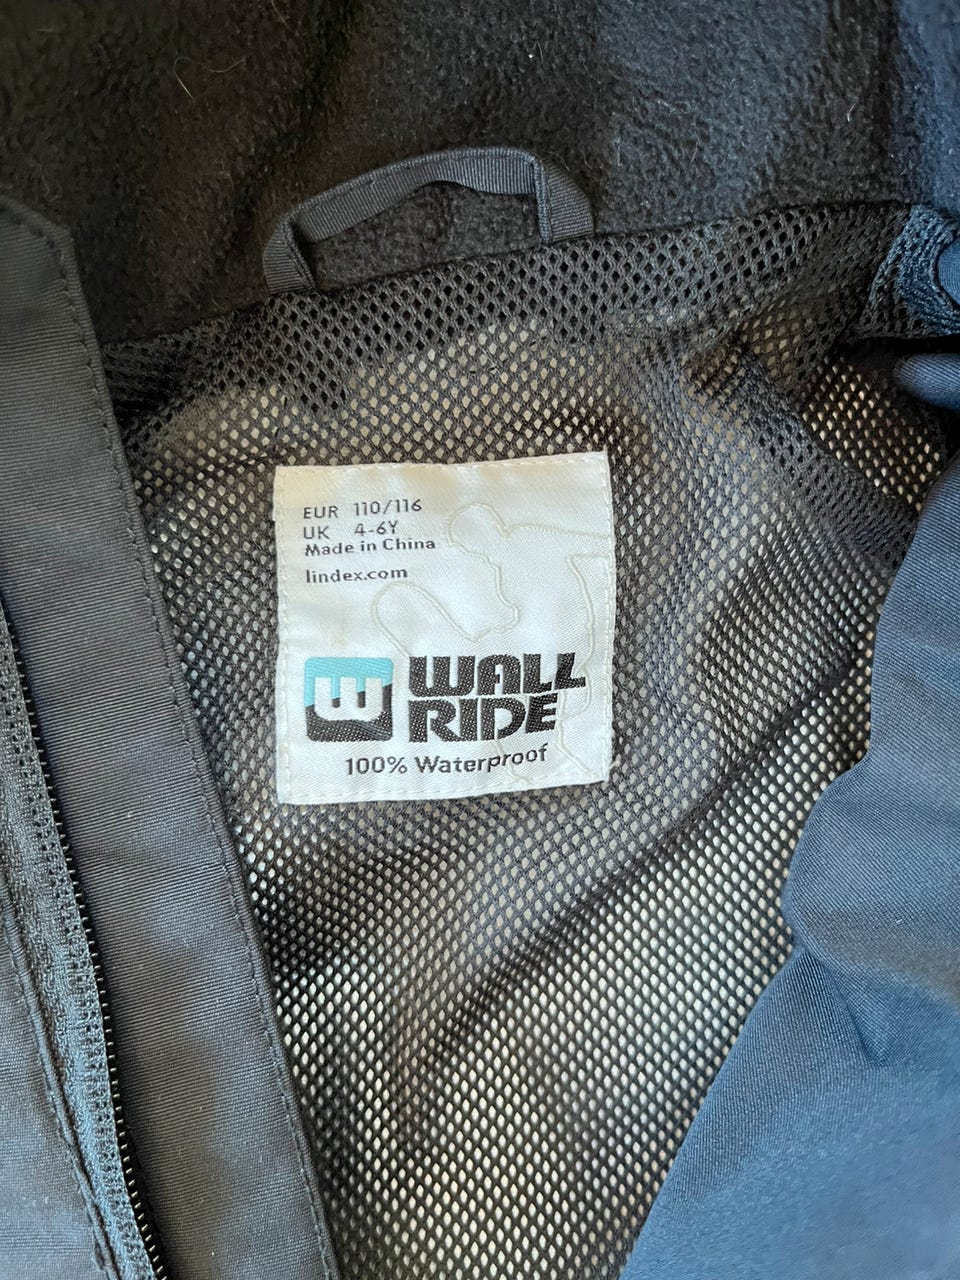 EUR 110/116
UK 4-6Y
Made in China
lindex.com
W WALL
RIDE
100% Waterproof